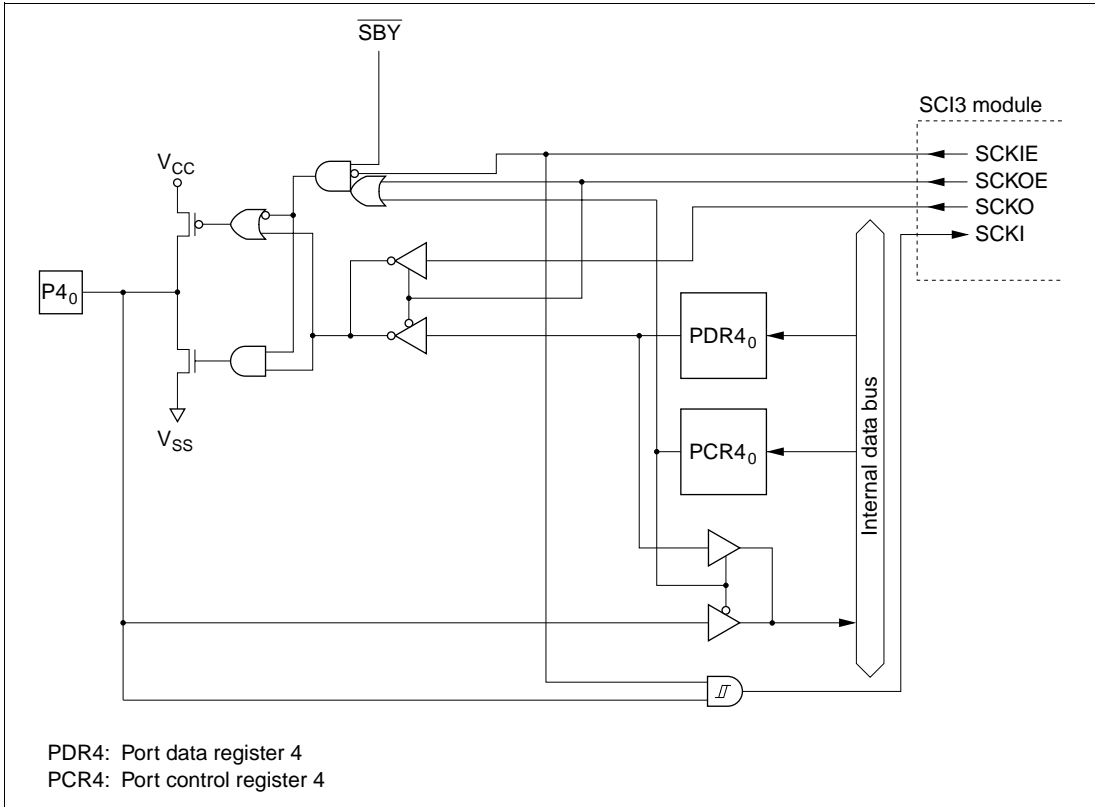 SBY
SCI3 module
VCC
SCKIE
SCKOE
SCKO
SCKI
P40
PDR40
PCR40
VSS
Internal data bus
PDR4: Port data register 4
PCR4: Port control register 4